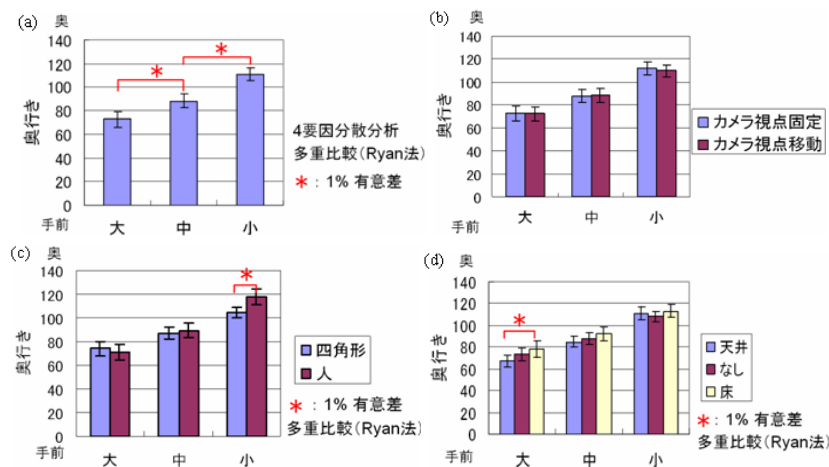 (a)
奥
140
120
100
80
60
40
20
0
奥行き
手前
大 中 小
*
*
4要因分散分析
多重比較(Ryan法)
*:1% 有意差
(b)
奥
140
120
100
80
60
40
20
0
奥行き
手前
大 中 小
カメラ視点固定
カメラ視点移動
(c)
奥
140
120
100
80
60
40
20
0
奥行き
手前
大 中 小
*
四角形
人
*:1% 有意差
多重比較(Ryan法)
(d)
奥
140
120
100
80
60
40
20
0
奥行き
手前
大 中 小
*
天井
なし
床
*:1% 有意差
多重比較(Ryan法)